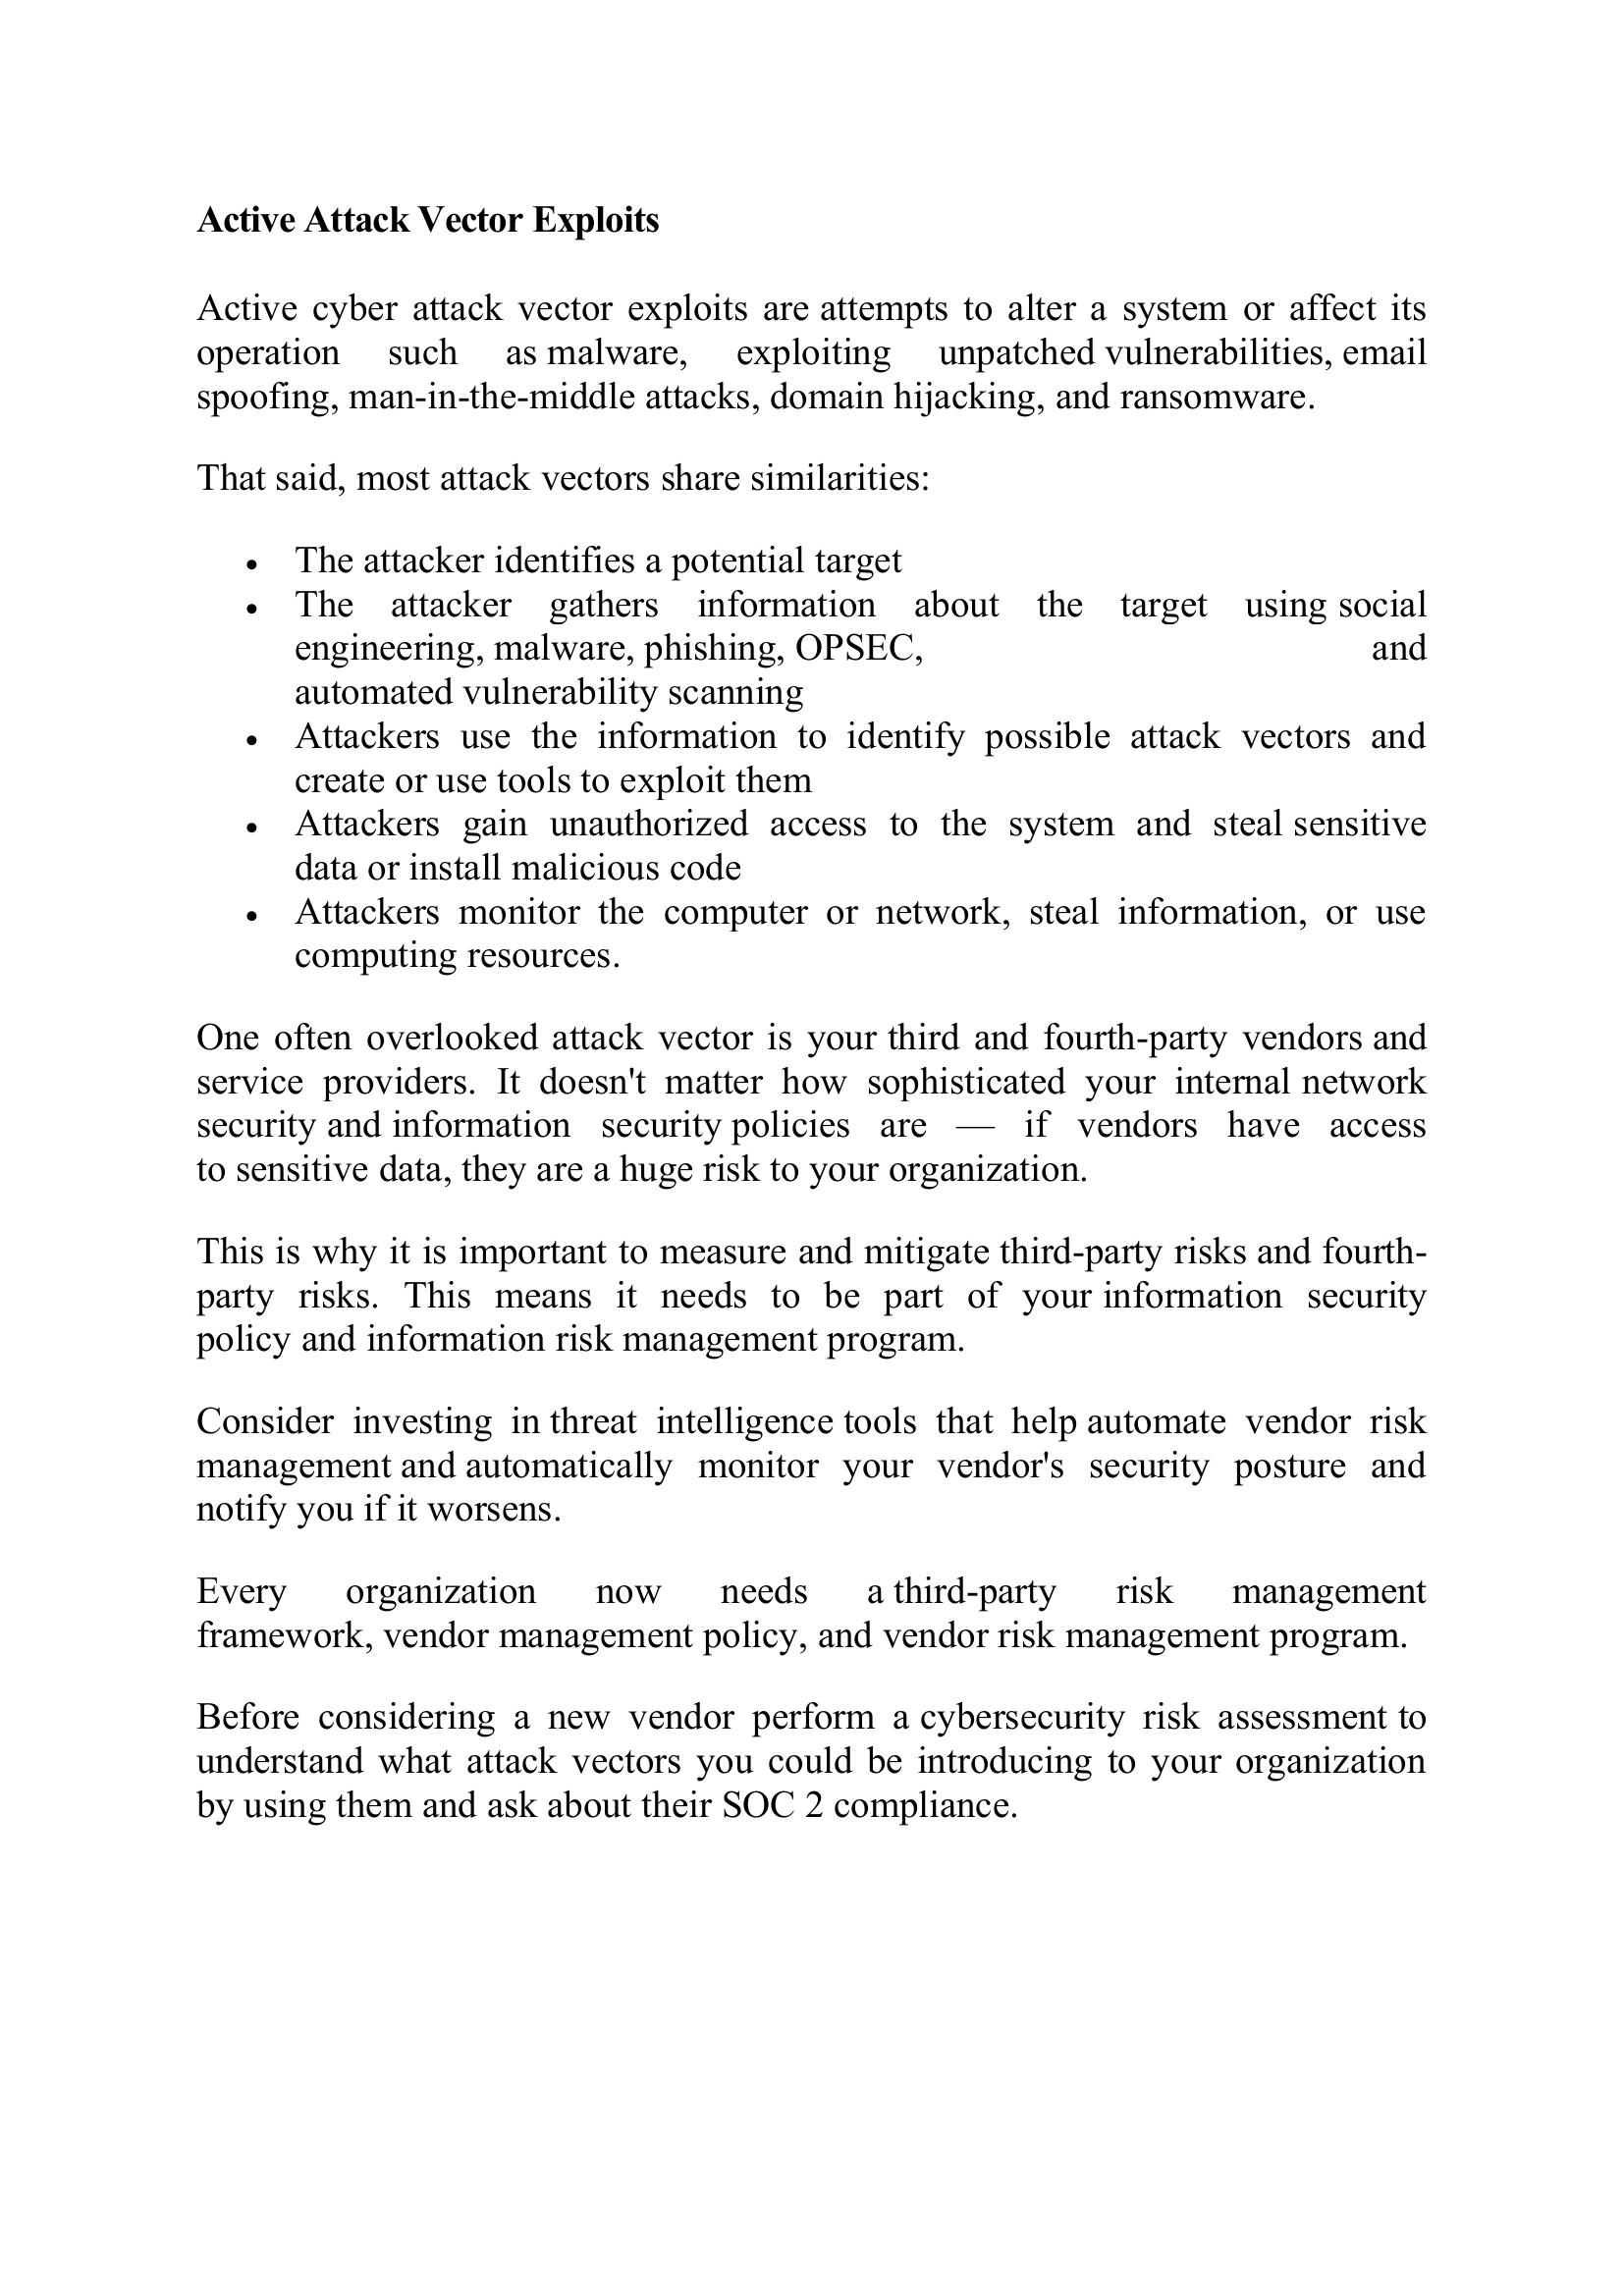 Active Attack Vector Exploits
Active cyber attack vector exploits are attempts to alter a system or affect its
operation such as malware, exploiting unpatched vulnerabilities, email
spoofing, man-in-the-middle attacks, domain hijacking, and ransomware.
That said, most attack vectors share similarities:
• The attacker identifies a potential target
• The attacker gathers information about the target using social
engineering, malware, phishing, OPSEC, and
automated vulnerability scanning
• Attackers use the information to identify possible attack vectors and
create or use tools to exploit them
• Attackers gain unauthorized access to the system and steal sensitive
data or install malicious code
• Attackers monitor the computer or network, steal information, or use
computing resources.
One often overlooked attack vector is your third and fourth-party vendors and
service providers. It doesn't matter how sophisticated your internal network
security and information security policies are — if vendors have access
to sensitive data, they are a huge risk to your organization.
This is why it is important to measure and mitigate third-party risks and fourth-
party risks. This means it needs to be part of your information security
policy and information risk management program.
Consider investing in threat intelligence tools that help automate vendor risk
management and automatically monitor your vendor's security posture and
notify you if it worsens.
Every organization now needs a third-party risk management
framework, vendor management policy, and vendor risk management program.
Before considering a new vendor perform a cybersecurity risk assessment to
understand what attack vectors you could be introducing to your organization
by using them and ask about their SOC 2 compliance.